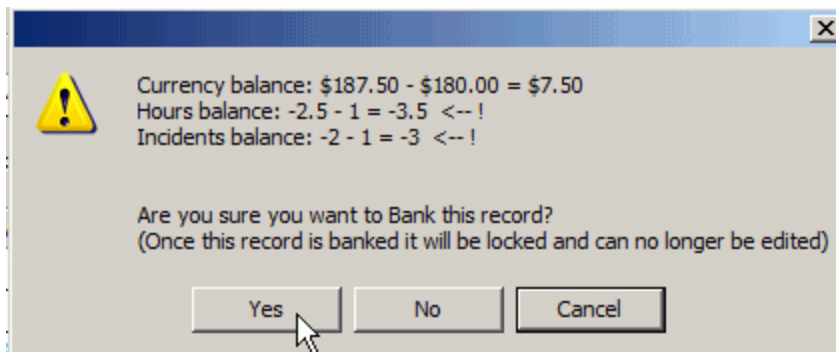 Currency balance: $187.50 - $180.00 = $7.50
Hours balance: -2.5 - 1 = -3.5 <-- !
Incidents balance: -2 - 1 = -3 <-- !
Are you sure you want to Bank this record?
(Once this record is banked it will be locked and can no longer be edited)
Yes No Cancel